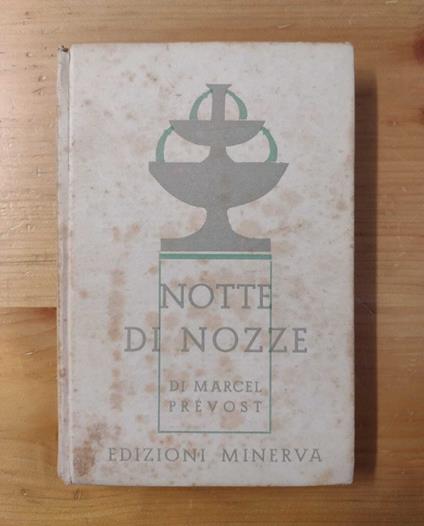 NOTTE
DI NOZZE
DI MARCEL
PRÉVOST
EDIZIONI MINERVA